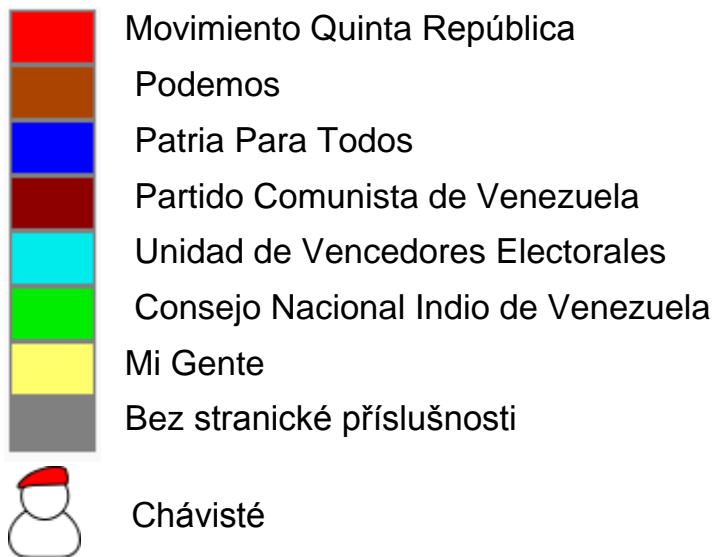 Movimiento Quinta República
Podemos
Patria Para Todos
Partido Comunista de Venezuela
Unidad de Vencedores Electorales
Consejo Nacional Indio de Venezuela
Mi Gente
Bez stranické příslušnosti
Chávisté